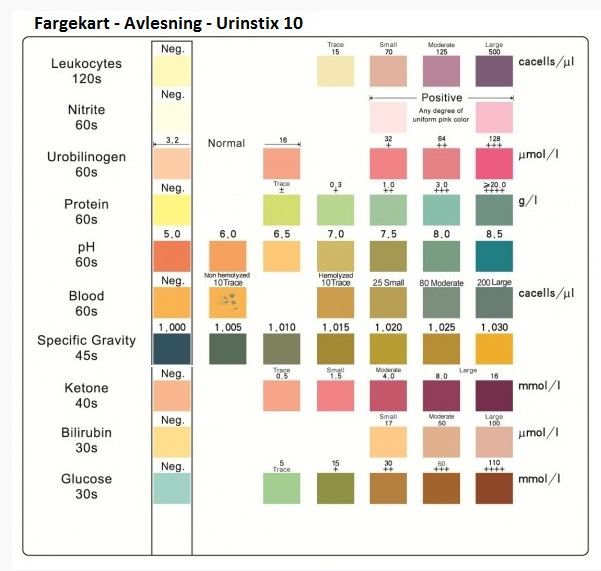 Fargekart - Avlesning - Urinstix 10
Neg. Trace Small Moderate Large
Leukocytes 15 70 125 500 cacells/µl
120s
Neg. Positive
Nitrite Any degree of
60s uniform pink color
3.2 Normal 16 32 64 128
+ ++ +++
Urobilinogen µmol/l
60s
Neg. Trace 0.3 1.0 3.0 ≥20.0
± + ++ +++ ++++
Protein g/l
60s
5.0 6.0 6.5 7.0 7.5 8.0 8.5
pH
60s
Neg. Non hemolyzed Hemolyzed
10Trace 10Trace 25 Small 80 Moderate 200 Large
Blood cacells/µl
60s
1.000 1.005 1.010 1.015 1.020 1.025 1.030
Specific Gravity
45s
Neg. Trace Small Moderate Large
0.5 1.5 4.0 8.0 16
Ketone mmol/l
40s
Neg. Small Moderate Large
17 50 100
Bilirubin µmol/l
30s
Neg. 5 15 30 60 110
Trace + ++ +++ ++++
Glucose mmol/l
30s